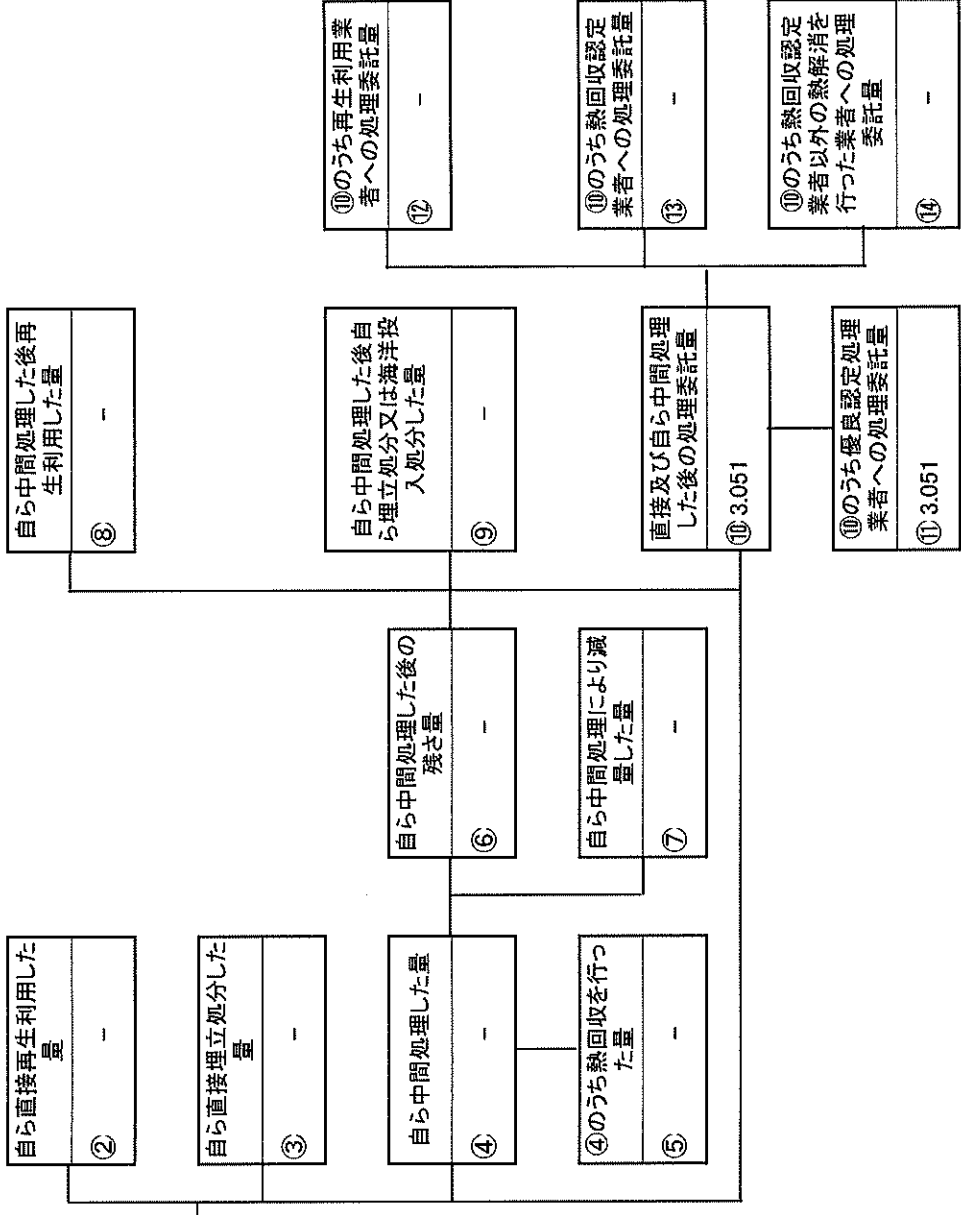 自ら直接再生利用した
量
② －
自ら直接埋立処分した
量
③ －
自ら中間処理した量
④ －
④のうち熱回収を行っ
た量
⑤ －
自ら中間処理した後の
残さ量
⑥ －
自ら中間処理により減
量した量
⑦ －
自ら中間処理した後再
生利用した量
⑧ －
自ら中間処理した後自
ら埋立処分又は海洋投
入処分した量
⑨ －
直接及び自ら中間処理
した後の処理委託量
⑩ 3.051
⑩のうち優良認定処理
業者への処理委託量
⑪ 3.051
⑩のうち再生利用業
者への処理委託量
⑫ －
⑩のうち熱回収認定
業者への処理委託量
⑬ －
⑩のうち熱回収認定
業者以外の熱解消を
行った業者への処理
委託量
⑭ －